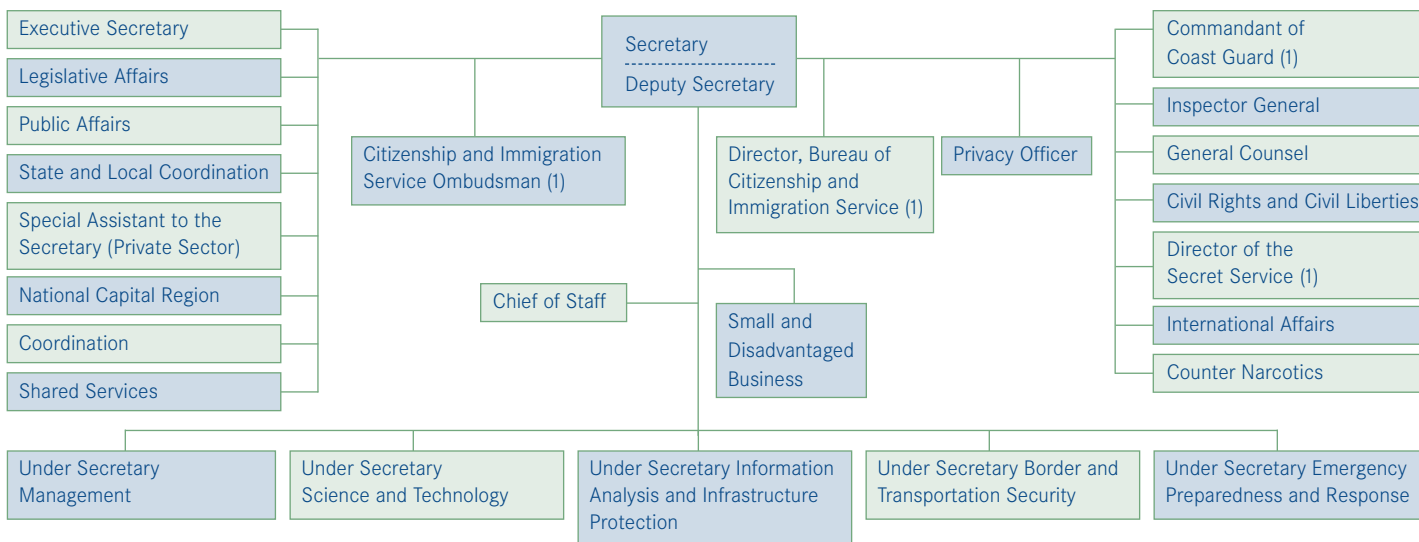 Executive Secretary
Legislative Affairs
Public Affairs
State and Local Coordination
Special Assistant to the
Secretary (Private Sector)
National Capital Region
Coordination
Shared Services
Secretary
Deputy Secretary
Citizenship and Immigration
Service Ombudsman (1)
Director, Bureau of
Citizenship and
Immigration Service (1)
Privacy Officer
Chief of Staff
Small and
Disadvantaged
Business
Commandant of
Coast Guard (1)
Inspector General
General Counsel
Civil Rights and Civil Liberties
Director of the
Secret Service (1)
International Affairs
Counter Narcotics
Under Secretary
Management
Under Secretary
Science and Technology
Under Secretary Information
Analysis and Infrastructure
Protection
Under Secretary Border and
Transportation Security
Under Secretary Emergency
Preparedness and Response